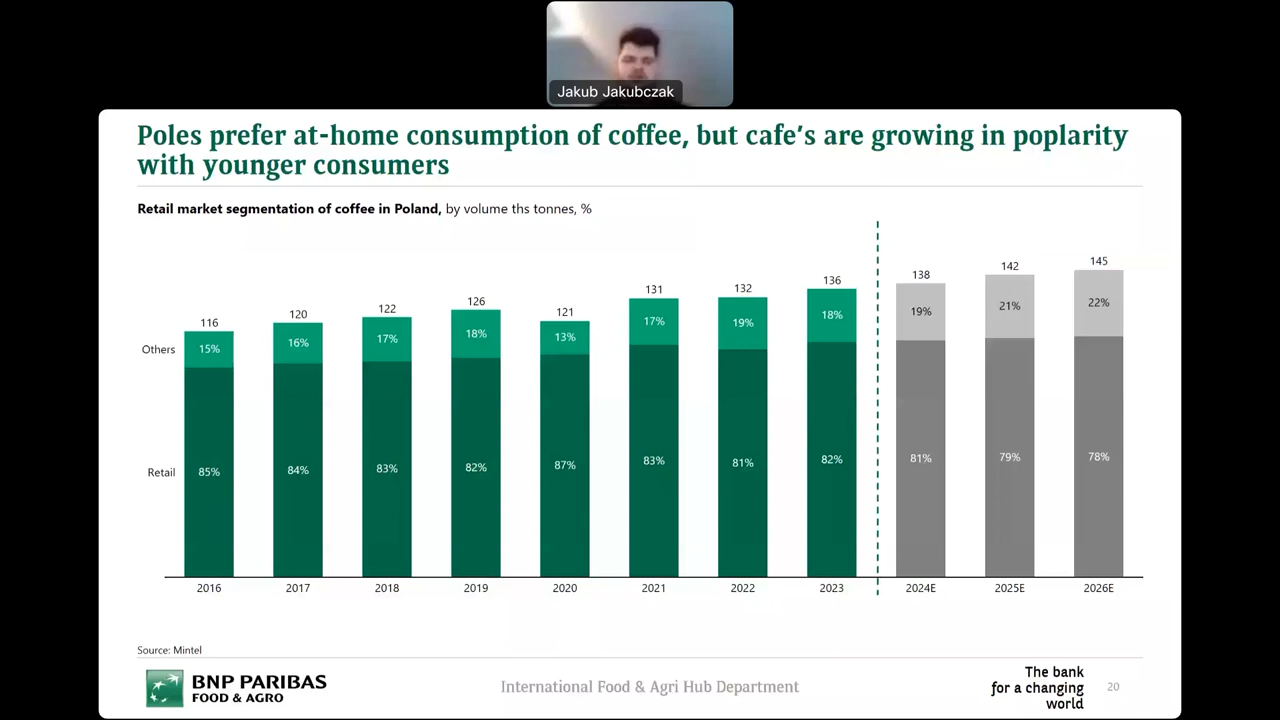 Jakub Jakubczak
Poles prefer at-home consumption of coffee, but cafe's are growing in poplarity
with younger consumers
Retail market segmentation of coffee in Poland, by volume ths tonnes, %
116 120 122 126 121 131 132 136 138 142 145
Others 15% 16% 17% 18% 13% 17% 19% 18% 19% 21% 22%
Retail 85% 84% 83% 82% 87% 83% 81% 82% 81% 79% 78%
2016 2017 2018 2019 2020 2021 2022 2023 2024E 2025E 2026E
Source: Mintel
BNP PARIBAS
FOOD & AGRO
International Food & Agri Hub Department
The bank
for a changing
world
20